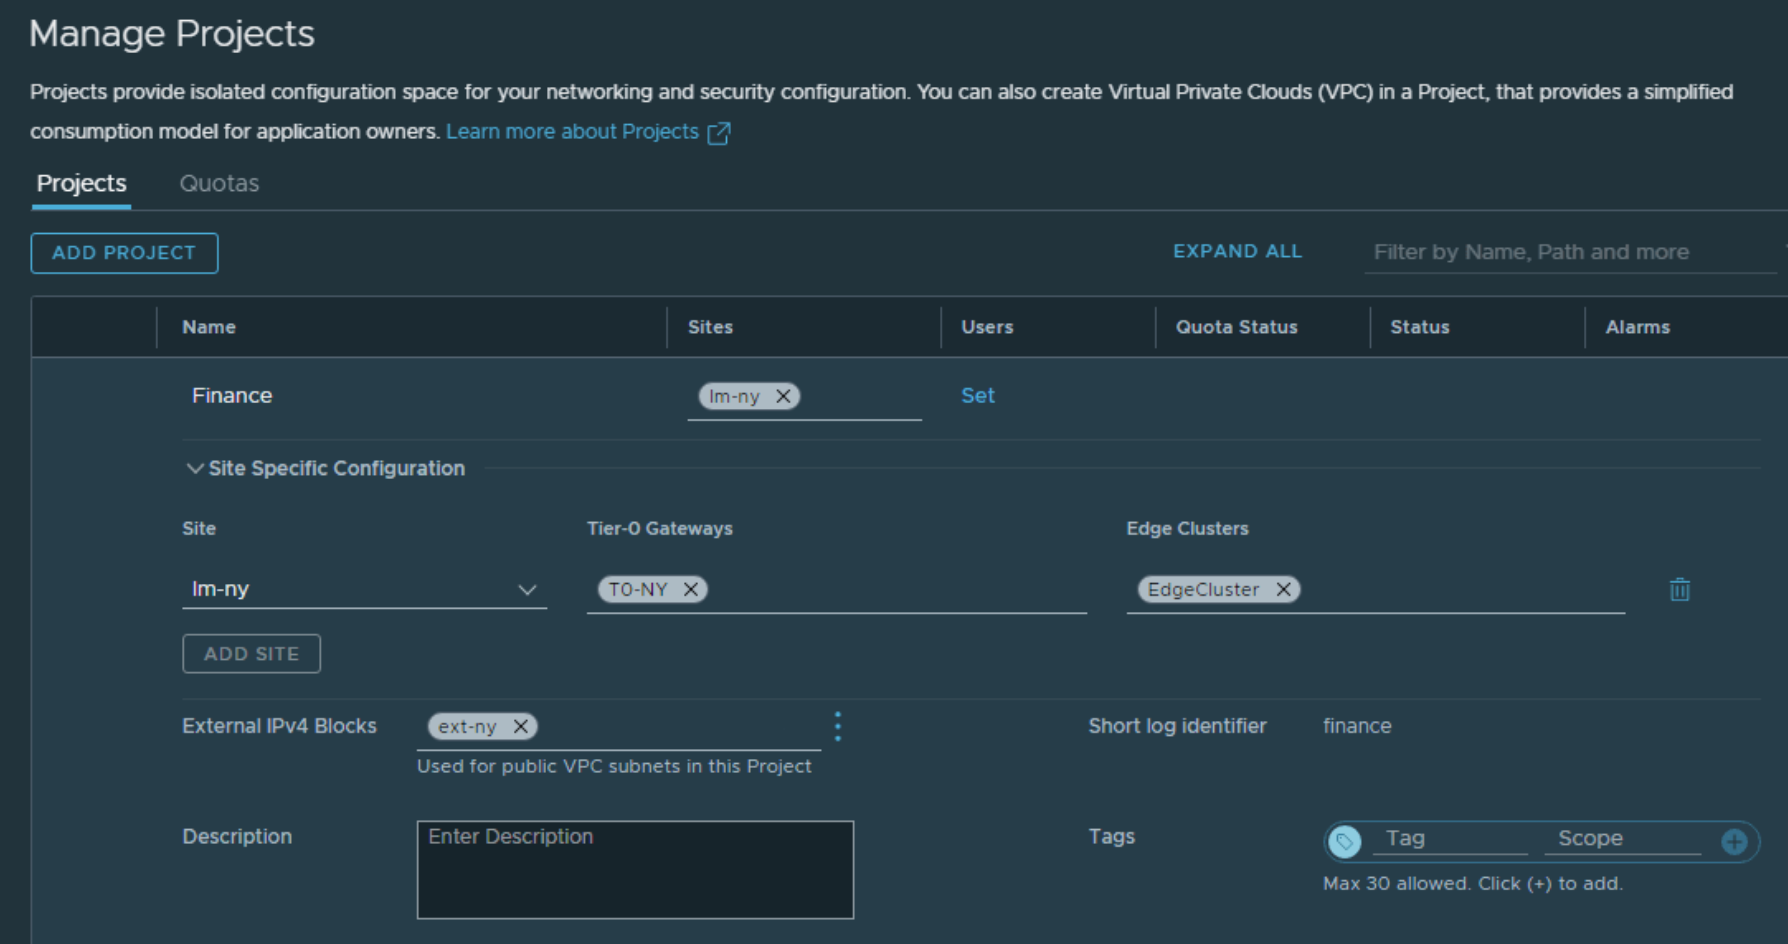 Manage Projects
Projects provide isolated configuration space for your networking and security configuration. You can also create Virtual Private Clouds (VPC) in a Project, that provides a simplified
consumption model for application owners. Learn more about Projects
Projects Quotas
ADD PROJECT EXPAND ALL Filter by Name, Path and more
Name Sites Users Quota Status Status Alarms
Finance lm-ny Set
Site Specific Configuration
Site Tier-0 Gateways Edge Clusters
lm-ny T0-NY EdgeCluster
ADD SITE
External IPv4 Blocks ext-ny Short log identifier finance
Used for public VPC subnets in this Project
Description Enter Description Tags Tag Scope
Max 30 allowed. Click (+) to add.